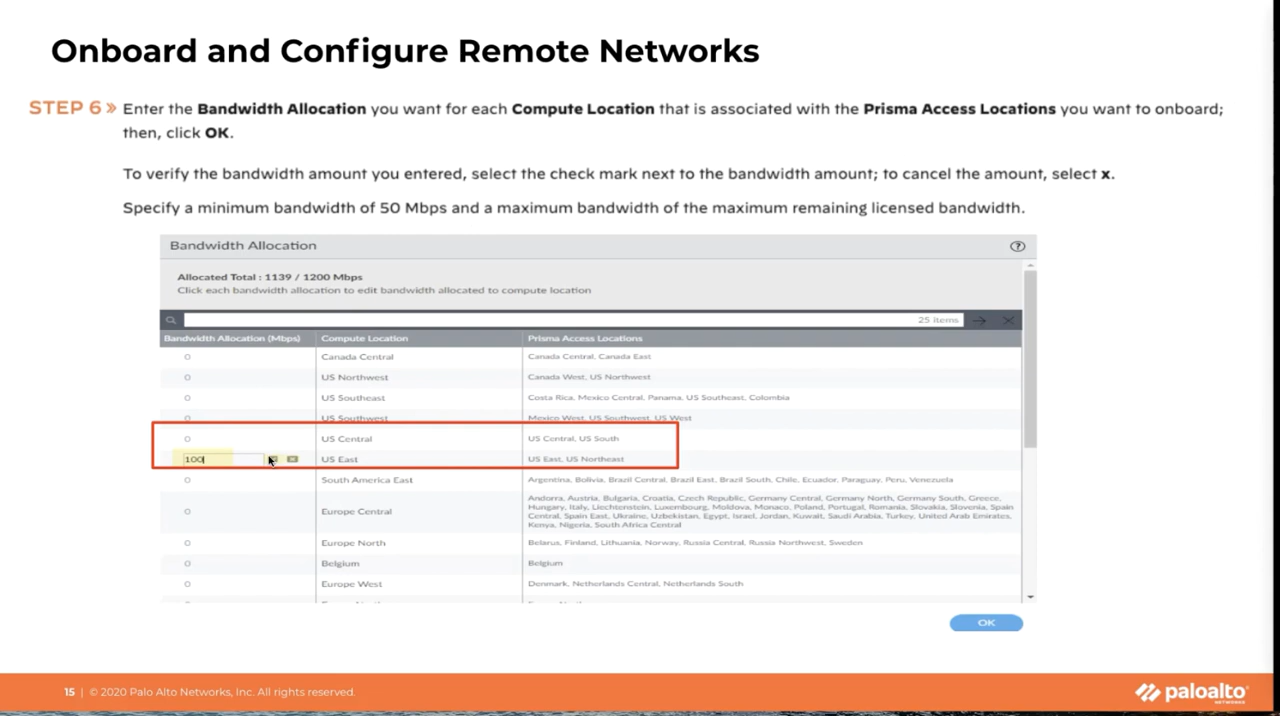 Onboard and Configure Remote Networks
STEP 6 » Enter the Bandwidth Allocation you want for each Compute Location that is associated with the Prisma Access Locations you want to onboard;
then, click OK.
To verify the bandwidth amount you entered, select the check mark next to the bandwidth amount; to cancel the amount, select x.
Specify a minimum bandwidth of 50 Mbps and a maximum bandwidth of the maximum remaining licensed bandwidth.
Bandwidth Allocation ?
Allocated Total : 1139 / 1200 Mbps
Click each bandwidth allocation to edit bandwidth allocated to compute location
25 items
Bandwidth Allocation (Mbps) Compute Location Prisma Access Locations
0 Canada Central Canada Central, Canada East
0 US Northwest Canada West, US Northwest
0 US Southeast Costa Rica, Mexico Central, Panama, US Southeast, Colombia
0 US Southwest Mexico West, US Southwest, US West
0 US Central US Central, US South
100 US East US East, US Northeast
0 South America East Argentina, Bolivia, Brazil Central, Brazil East, Brazil South, Chile, Ecuador, Paraguay, Peru, Venezuela
Andorra, Austria, Bulgaria, Croatia, Czech Republic, Germany Central, Germany North, Germany South, Greece,
0 Europe Central Hungary, Italy, Liechtenstein, Luxembourg, Moldova, Monaco, Poland, Portugal, Romania, Slovakia, Slovenia, Spain
Central, Spain East, Ukraine, Uzbekistan, Egypt, Israel, Jordan, Kuwait, Saudi Arabia, Turkey, United Arab Emirates,
Kenya, Nigeria, South Africa Central
0 Europe North Belarus, Finland, Lithuania, Norway, Russia Central, Russia Northwest, Sweden
0 Belgium Belgium
0 Europe West Denmark, Netherlands Central, Netherlands South
OK
15 | © 2020 Palo Alto Networks, Inc. All rights reserved.
paloalto
NETWORKS